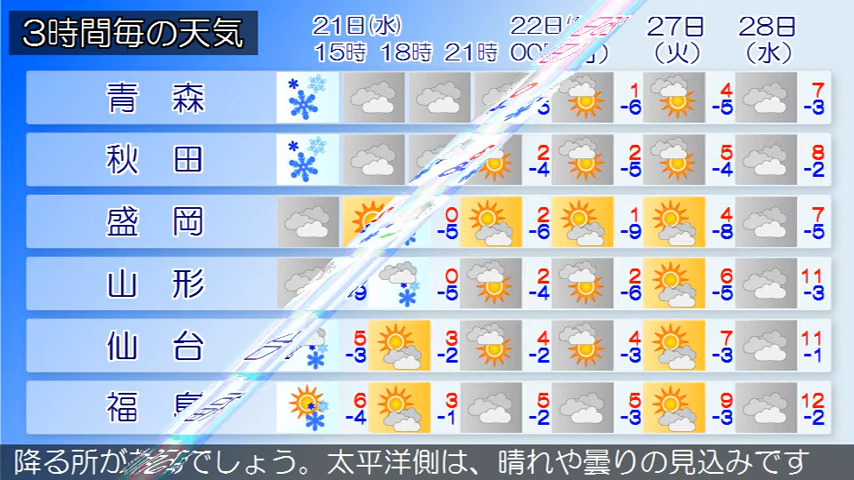 3時間毎の天気
21日(水) 22日 27日 28日
15時 18時 21時 (火) (水)
青森 1 -6 4 -5 7 -3
秋田 2 -4 2 -5 5 -4 8 -2
盛岡 0 -5 2 -6 1 -9 4 -8 7 -5
山形 0 -5 2 -4 2 -6 6 -5 11 -3
仙台 5 -3 3 -2 4 -2 4 -3 7 -3 11 -1
福島 6 -4 3 -1 5 -2 5 -3 9 -3 12 -2
降る所が でしょう。太平洋側は、晴れや曇りの見込みです